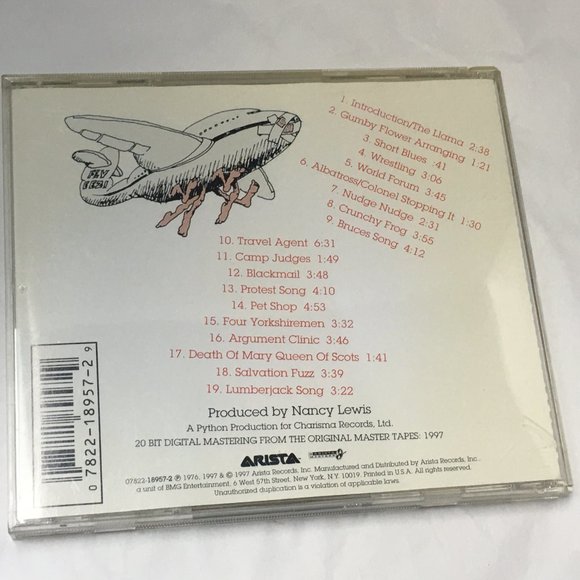 FLY
1. Introduction/The Llama 2:38
2. Gumby Flower Arranging 1:21
3. Short Blues :41
4. Wrestling 3:06
5. World Forum 3:45
6. Albatross/Colonel Stopping It 1:30
7. Nudge Nudge 2:31
8. Crunchy Frog 3:55
9. Bruces Song 4:12
10. Travel Agent 6:31
11. Camp Judges 1:49
12. Blackmail 3:48
13. Protest Song 4:10
14. Pet Shop 4:53
15. Four Yorkshiremen 3:32
16. Argument Clinic 3:46
17. Death Of Mary Queen Of Scots 1:41
18. Salvation Fuzz 3:39
19. Lumberjack Song 3:22
Produced by Nancy Lewis
A Python Production for Charisma Records, Ltd.
20 BIT DIGITAL MASTERING FROM THE ORIGINAL MASTER TAPES: 1997
ARISTA
07822-18957-2 ℗ 1976, 1997 & © 1997 Arista Records, Inc. Manufactured and Distributed by Arista Records, Inc.,
a unit of BMG Entertainment. 6 West 57th Street, New York, N.Y. 10019. Printed in U.S.A. All rights reserved.
Unauthorized duplication is a violation of applicable laws.
0 7822-18957-2 9